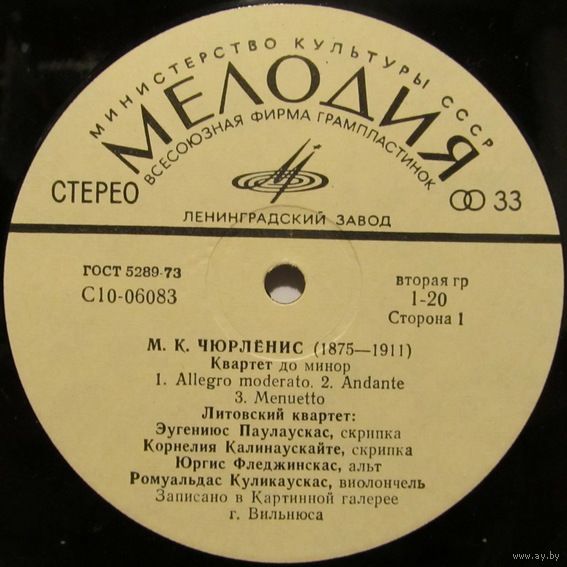 МИНИСТЕРСТВО КУЛЬТУРЫ СССР
МЕЛОДИЯ
ВСЕСОЮЗНАЯ ФИРМА ГРАМПЛАСТИНОК
СТЕРЕО
33
ЛЕНИНГРАДСКИЙ ЗАВОД
ГОСТ 5289-73
С10-06083
вторая гр
1-20
Сторона 1
М. К. ЧЮРЛЁНИС (1875—1911)
Квартет до минор
1. Allegro moderato. 2. Andante
3. Menuetto
Литовский квартет:
Эугениюс Паулаускас, скрипка
Корнелия Калинаускайте, скрипка
Юргис Фледжинскас, альт
Ромуальдас Куликаускас, виолончель
Записано в Картинной галерее
г. Вильнюса
www.ay.by